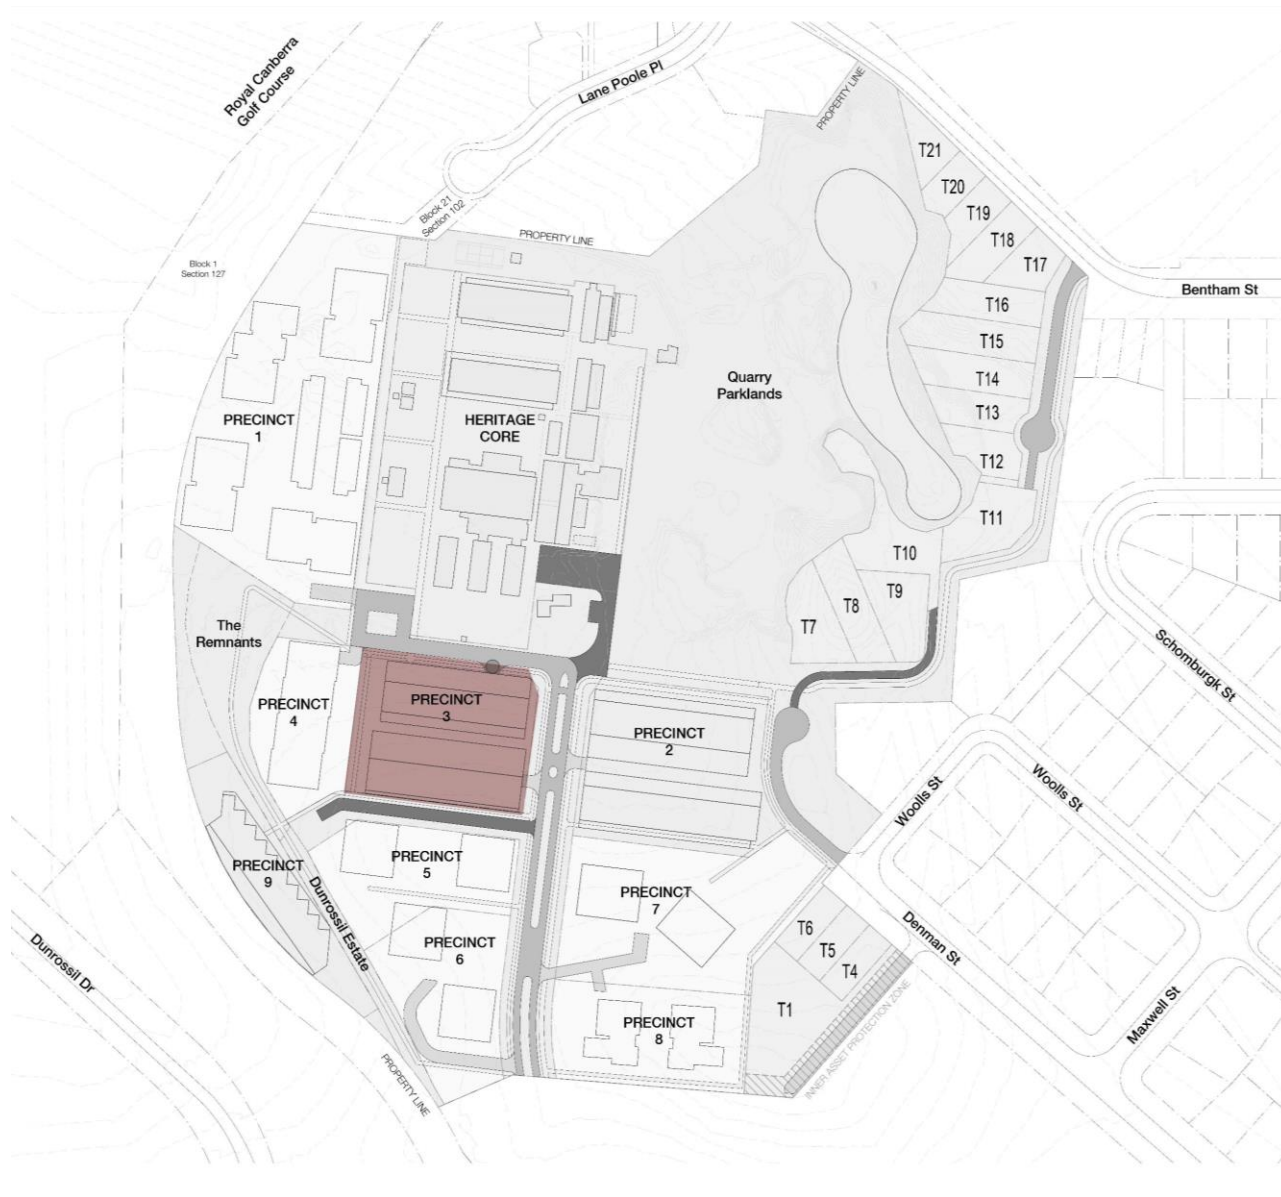 Royal Canberra
Golf Course
Lane Poole Pl
PROPERTY LINE
Block 21
Section 102
PROPERTY LINE
Block 1
Section 127
Bentham St
T21
T20
T19
T18
T17
T16
T15
T14
T13
T12
T11
T10
T9
T8
T7
Quarry
Parklands
PRECINCT
1
HERITAGE
CORE
The
Remnants
PRECINCT
4
PRECINCT
3
PRECINCT
2
Schomburgk St
Woolls St
Woolls St
PRECINCT
5
PRECINCT
9
Dunrossil Estate
PRECINCT
7
PRECINCT
6
T6
T5
T4
T1
Denman St
Maxwell St
Dunrossil Dr
PRECINCT
8
INNER ASSET PROTECTION ZONE
PROPERTY LINE